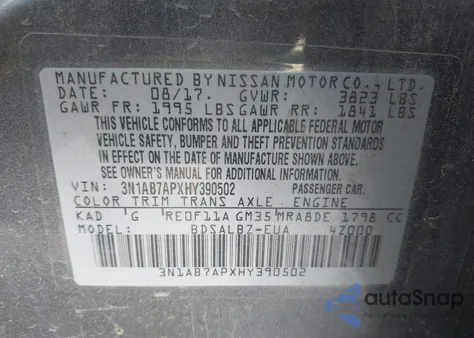 MANUFACTURED BY NISSAN MOTOR CO., LTD.
DATE: 08/17. GVWR: 3823 LBS
GAWR FR: 1995 LBS GAWR RR: 1841 LBS
THIS VEHICLE CONFORMS TO ALL APPLICABLE FEDERAL MOTOR
VEHICLE SAFETY, BUMPER AND THEFT PREVENTION STANDARDS
IN EFFECT ON THE DATE OF MANUFACTURE SHOWN ABOVE.
SEE OWNER'S MANUAL FOR ADDITIONAL INFORMATION.
VIN: 3N1AB7APXHY390502 PASSENGER CAR
COLOR TRIM TRANS AXLE ENGINE
KAD G RE0F11A GM35 MRA8DE 1798 CC
MODEL: BDSALBZ-EUA 4Z000
3N1AB7APXHY390502
autoSnap